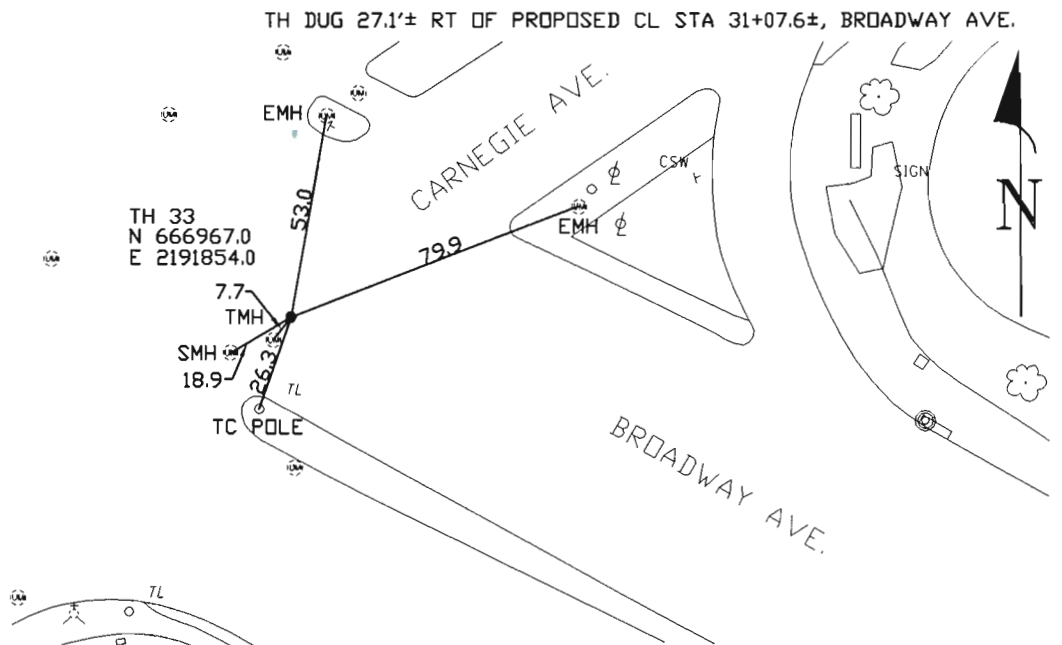 TH DUG 27.1'± RT OF PROPOSED CL STA 31+07.6±, BROADWAY AVE.
EMH
CARNEGIE AVE.
CSW
SIGN
N
53.0
TH 33
N 666967.0
E 2191854.0
79.9
EMH
7.7
TMH
SMH
18.9
26.3
TL
TC POLE
BROADWAY AVE.
TL